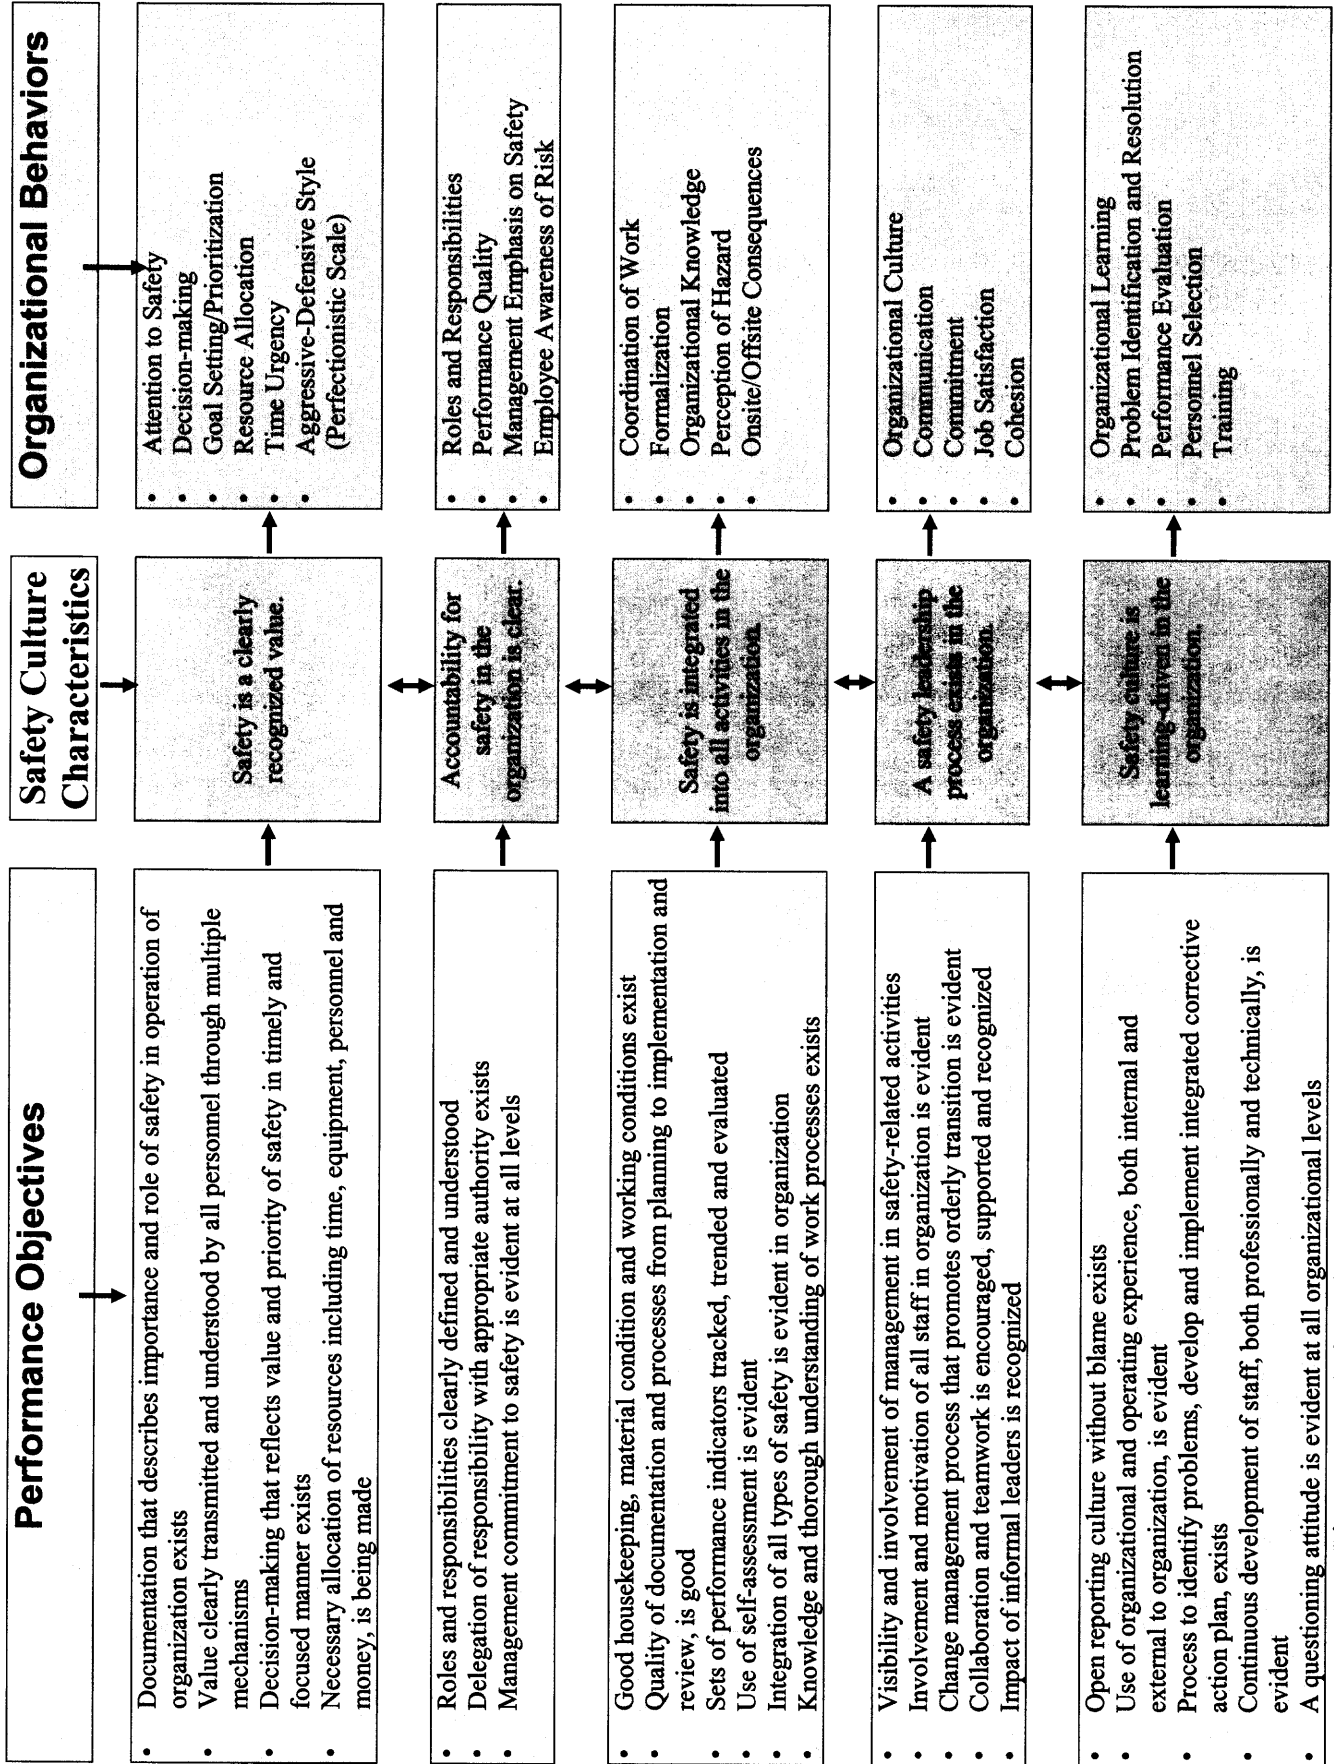 Performance Objectives
Safety Culture
Characteristics
Organizational Behaviors
• Documentation that describes importance and role of safety in operation of
organization exists
• Value clearly transmitted and understood by all personnel through multiple
mechanisms
• Decision-making that reflects value and priority of safety in timely and
focused manner exists
• Necessary allocation of resources including time, equipment, personnel and
money, is being made
Safety is a clearly
recognized value.
• Attention to Safety
• Decision-making
• Goal Setting/Prioritization
• Resource Allocation
• Time Urgency
• Aggressive-Defensive Style
(Perfectionistic Scale)
• Roles and responsibilities clearly defined and understood
• Delegation of responsibility with appropriate authority exists
• Management commitment to safety is evident at all levels
Accountability for
safety in the
organization is clear.
• Roles and Responsibilities
• Performance Quality
• Management Emphasis on Safety
• Employee Awareness of Risk
• Good housekeeping, material condition and working conditions exist
• Quality of documentation and processes from planning to implementation and
review, is good
• Sets of performance indicators tracked, trended and evaluated
• Use of self-assessment is evident
• Integration of all types of safety is evident in organization
• Knowledge and thorough understanding of work processes exists
Safety is integrated
into all activities in the
organization.
• Coordination of Work
• Formalization
• Organizational Knowledge
• Perception of Hazard
• Onsite/Offsite Consequences
• Visibility and involvement of management in safety-related activities
• Involvement and motivation of all staff in organization is evident
• Change management process that promotes orderly transition is evident
• Collaboration and teamwork is encouraged, supported and recognized
• Impact of informal leaders is recognized
A safety leadership
process exists in the
organization.
• Organizational Culture
• Communication
• Commitment
• Job Satisfaction
• Cohesion
• Open reporting culture without blame exists
• Use of organizational and operating experience, both internal and
external to organization, is evident
• Process to identify problems, develop and implement integrated corrective
action plan, exists
• Continuous development of staff, both professionally and technically, is
evident
• A questioning attitude is evident at all organizational levels
Safety culture is
learning-driven in the
organization.
• Organizational Learning
• Problem Identification and Resolution
• Performance Evaluation
• Personnel Selection
• Training